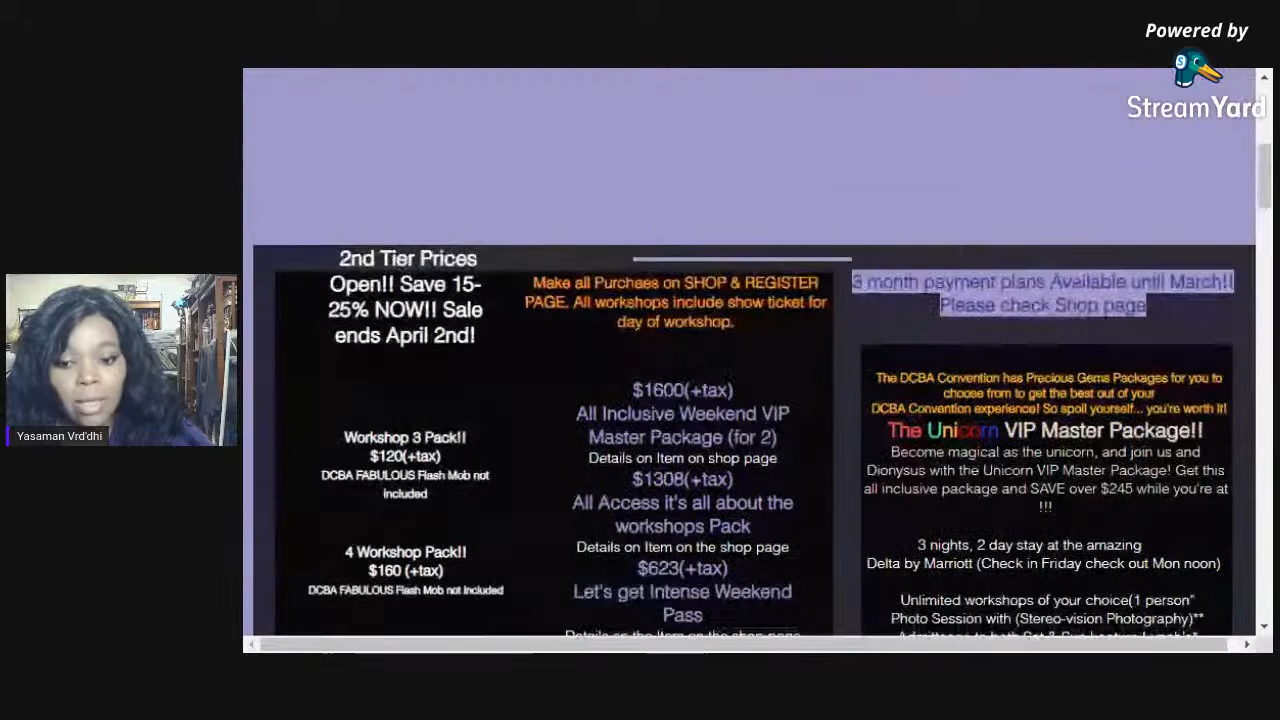 Powered by
StreamYard
2nd Tier Prices
Open!! Save 15-
25% NOW!! Sale
ends April 2nd!
Workshop 3 Pack!!
$120(+tax)
DCBA FABULOUS Flash Mob not
included
4 Workshop Pack!!
$160 (+tax)
DCBA FABULOUS Flash Mob not Included
Make all Purchaes on SHOP & REGISTER
PAGE. All workshops include show ticket for
day of workshop.
$1600(+tax)
All Inclusive Weekend VIP
Master Package (for 2)
Details on Item on shop page
$1308(+tax)
All Access it's all about the
workshops Pack
Details on Item on the shop page
$623(+tax)
Let's get Intense Weekend
Pass
Details on the Item on the shop page
3 month payment plans Available until March!!
Please check Shop page
The DCBA Convention has Precious Gems Packages for you to
choose from to get the best out of your
DCBA Convention experience! So spoil yourself... you're worth it!
The Unicorn VIP Master Package!!
Become magical as the unicorn, and join us and
Dionysus with the Unicorn VIP Master Package! Get this
all inclusive package and SAVE over $245 while you're at
!!!
3 nights, 2 day stay at the amazing
Delta by Marriott (Check in Friday check out Mon noon)
Unlimited workshops of your choice(1 person*
Photo Session with (Stereo-vision Photography)**
Yasaman Vrd'dhi